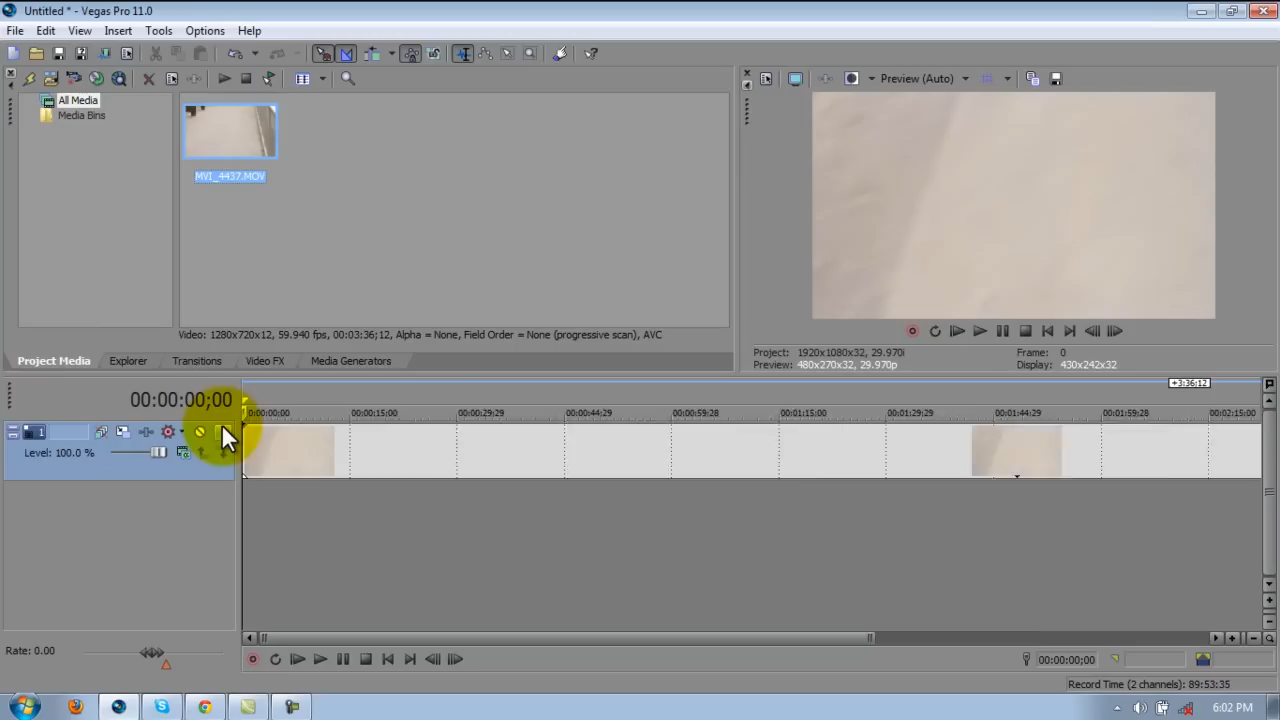 Untitled * - Vegas Pro 11.0
File Edit View Insert Tools Options Help
All Media
Media Bins
MVI_4437.MOV
Preview (Auto)
Video: 1280x720x12, 59.940 fps, 00:03:36;12, Alpha = None, Field Order = None (progressive scan), AVC
Project Media Explorer Transitions Video FX Media Generators
Project: 1920x1080x32, 29.970i Frame: 0
Preview: 480x270x32, 29.970p Display: 430x242x32
+3:36;12
00:00:00;00
0:00:00:00 00:00:15:00 00:00:29:29 00:00:44:29 00:00:59:28 00:01:15:00 00:01:29:29 00:01:44:29 00:01:59:28 00:02:15:00
1
Level: 100.0 %
Rate: 0.00
00:00:00;00
Record Time (2 channels): 89:53:35
6:02 PM